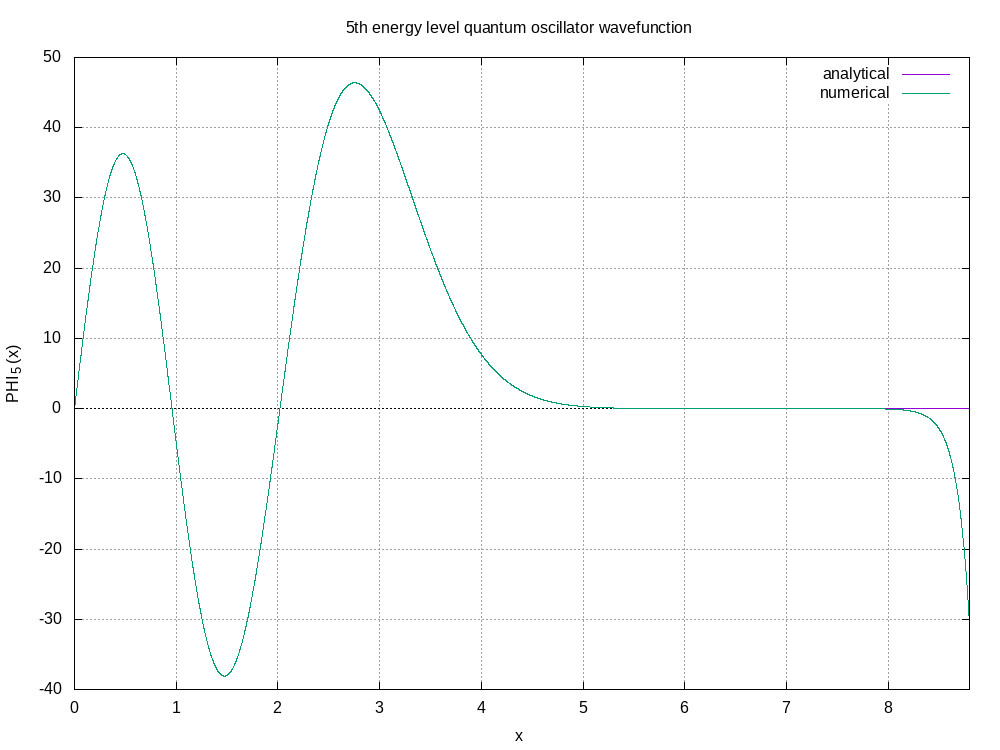 5th energy level quantum oscillator wavefunction
50
analytical
numerical
40
30
20
10
PHI5(x)
0
-10
-20
-30
-40
0 1 2 3 4 5 6 7 8
x